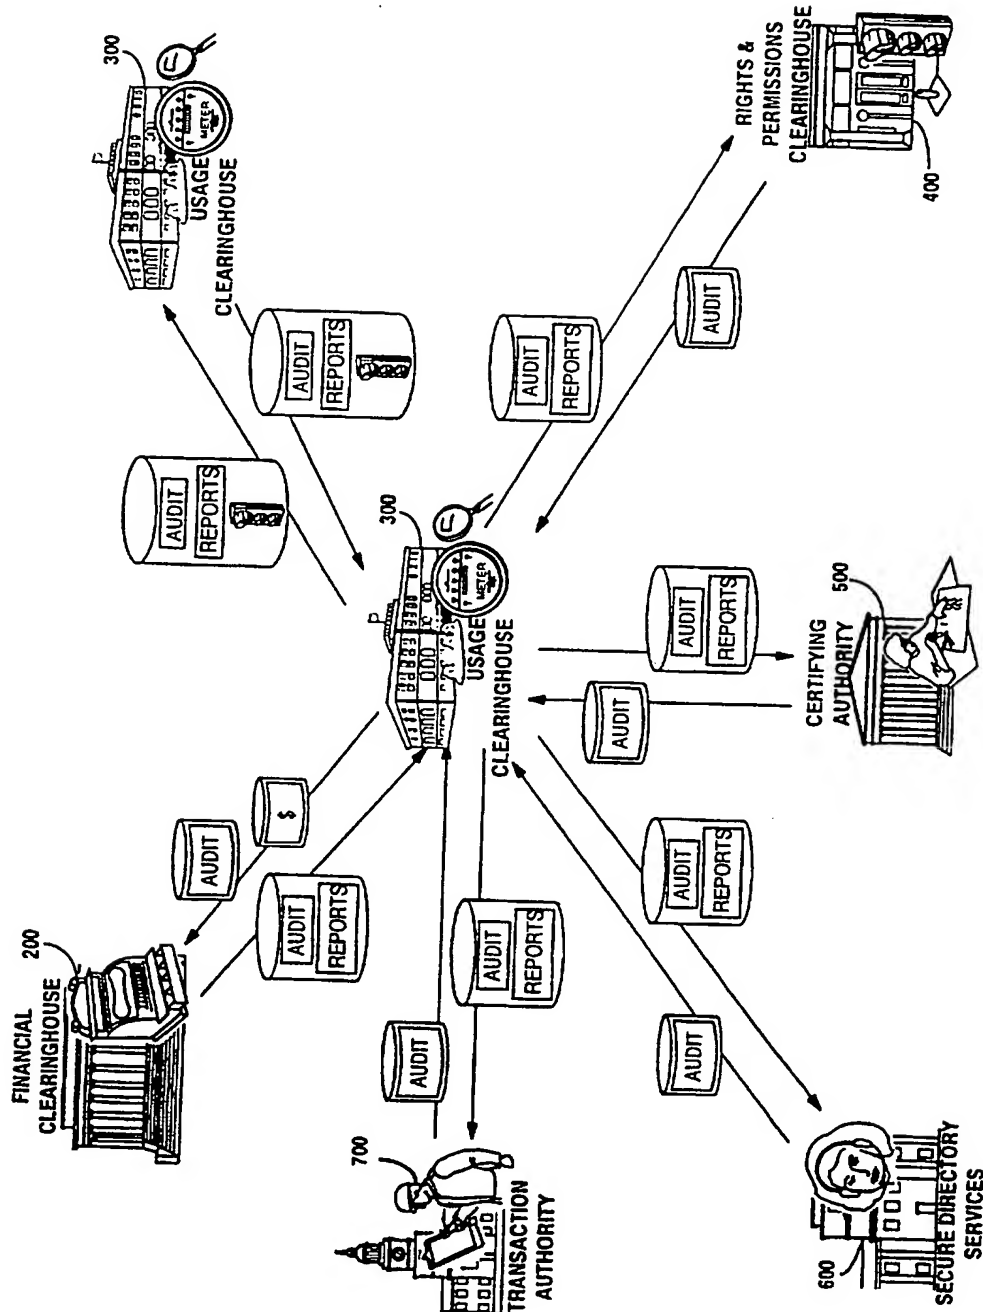 FINANCIAL
CLEARINGHOUSE
200
300
METER
USAGE
CLEARINGHOUSE
AUDIT
REPORTS
AUDIT
$
AUDIT
REPORTS
AUDIT
REPORTS
700
TRANSACTION
AUTHORITY
300
METER
USAGE
CLEARINGHOUSE
AUDIT
AUDIT
REPORTS
AUDIT
REPORTS
AUDIT
AUDIT
REPORTS
AUDIT
AUDIT
REPORTS
AUDIT
RIGHTS &
PERMISSIONS
CLEARINGHOUSE
400
CERTIFYING
AUTHORITY
500
600
SECURE DIRECTORY
SERVICES